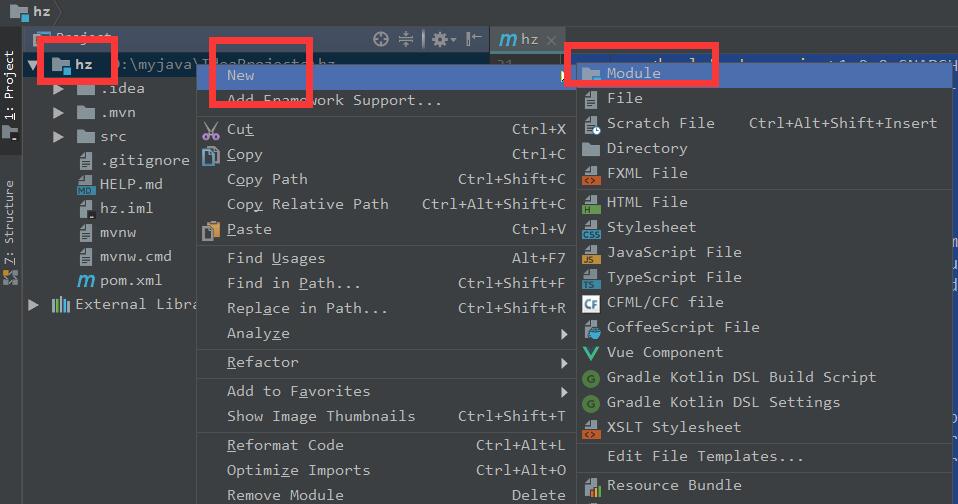 hz
1: Project
Z: Structure
Project
hz D:\myjava\IdeaProjects\hz
.idea
.mvn
src
.gitignore
HELP.md
hz.iml
mvnw
mvnw.cmd
pom.xml
External Libra
m hz
New
Add Framework Support...
Cut Ctrl+X
Copy Ctrl+C
Copy Path Ctrl+Shift+C
Copy Relative Path Ctrl+Alt+Shift+C
Paste Ctrl+V
Find Usages Alt+F7
Find in Path... Ctrl+Shift+F
Replace in Path... Ctrl+Shift+R
Analyze
Refactor
Add to Favorites
Show Image Thumbnails Ctrl+Shift+T
Reformat Code Ctrl+Alt+L
Optimize Imports Ctrl+Alt+O
Remove Module Delete
Module
File
Scratch File Ctrl+Alt+Shift+Insert
Directory
FXML File
HTML File
Stylesheet
JavaScript File
TypeScript File
CFML/CFC file
CoffeeScript File
Vue Component
Gradle Kotlin DSL Build Script
Gradle Kotlin DSL Settings
XSLT Stylesheet
Edit File Templates...
Resource Bundle